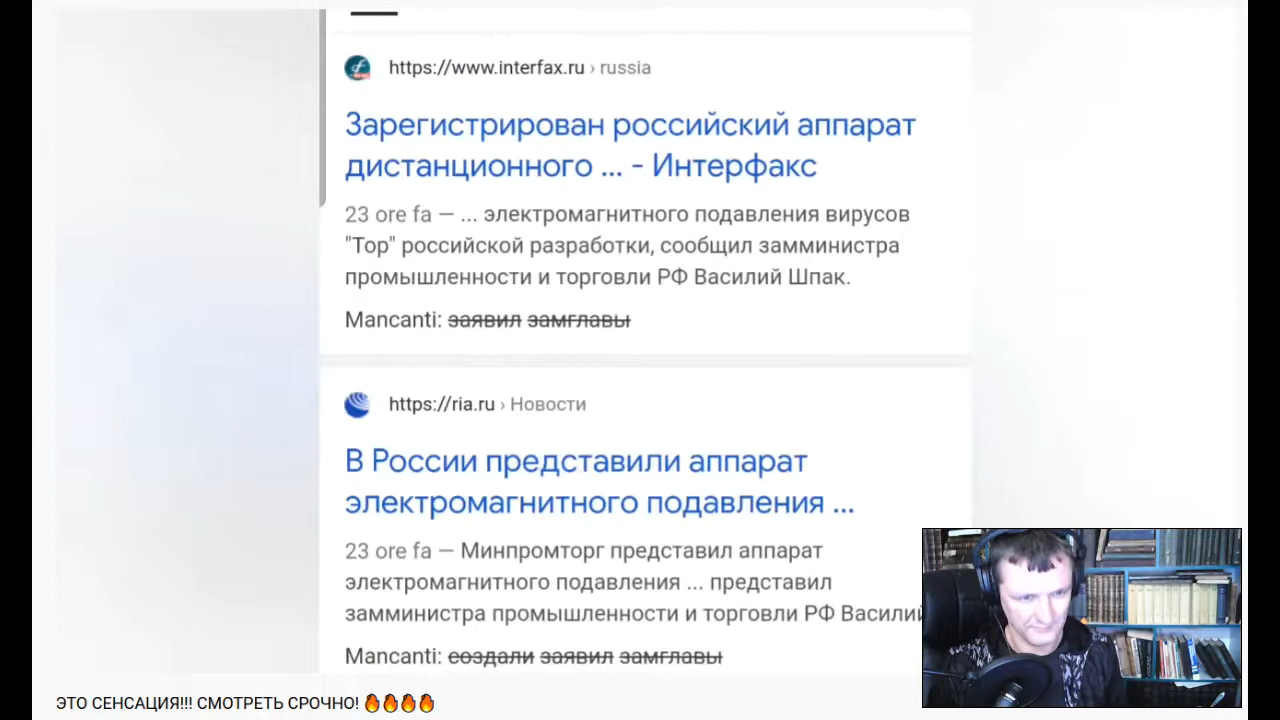 https://www.interfax.ru › russia
Зарегистрирован российский аппарат
дистанционного ... - Интерфакс
23 ore fa — ... электромагнитного подавления вирусов
"Тор" российской разработки, сообщил замминистра
промышленности и торговли РФ Василий Шпак.
Mancanti: заявил замглавы
https://ria.ru › Новости
В России представили аппарат
электромагнитного подавления ...
23 ore fa — Минпромторг представил аппарат
электромагнитного подавления ... представил
замминистра промышленности и торговли РФ Василий
Mancanti: создали заявил замглавы
ЭТО СЕНСАЦИЯ!!! СМОТРЕТЬ СРОЧНО! 🔥🔥🔥🔥